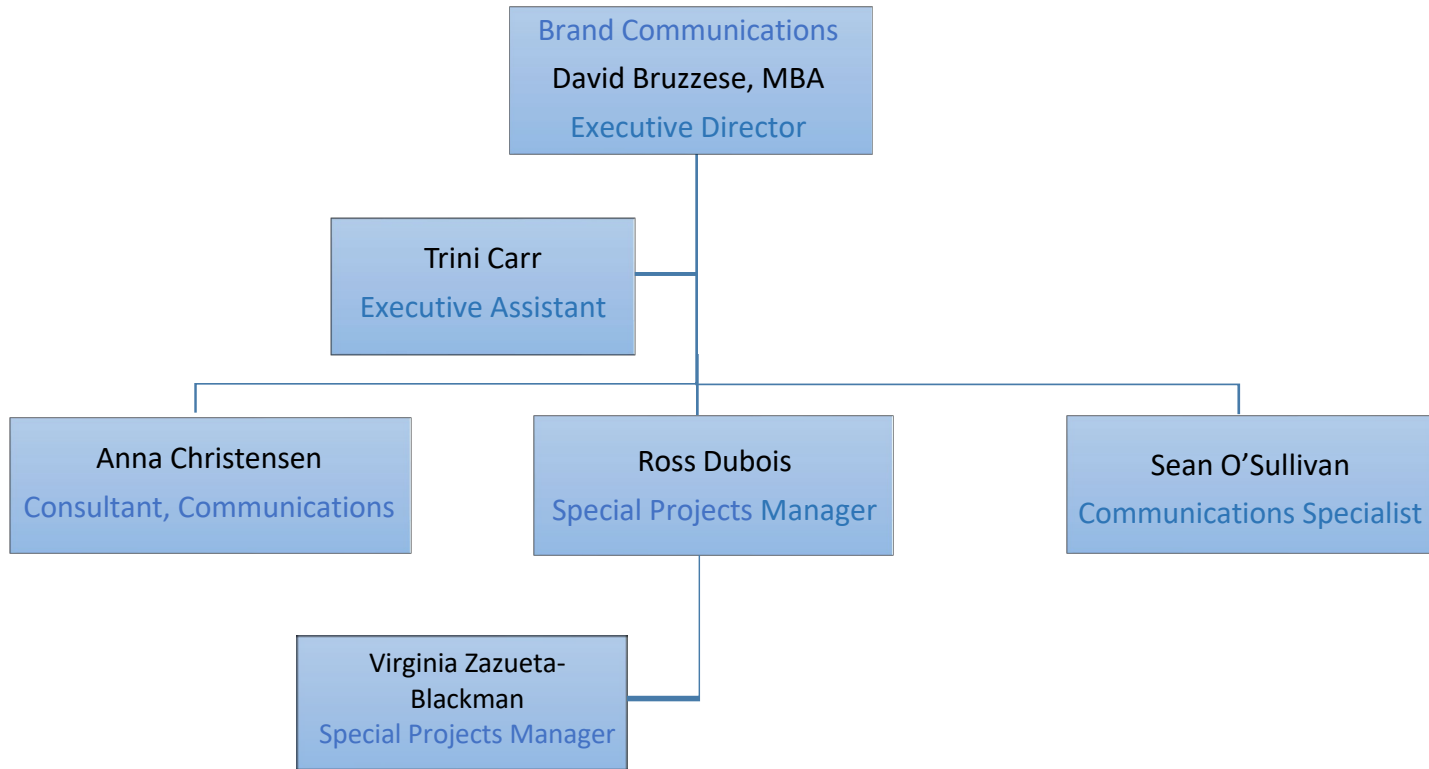 Brand Communications
David Bruzzese, MBA
Executive Director
Trini Carr
Executive Assistant
Anna Christensen
Consultant, Communications
Ross Dubois
Special Projects Manager
Sean O’Sullivan
Communications Specialist
Virginia Zazueta-
Blackman
Special Projects Manager